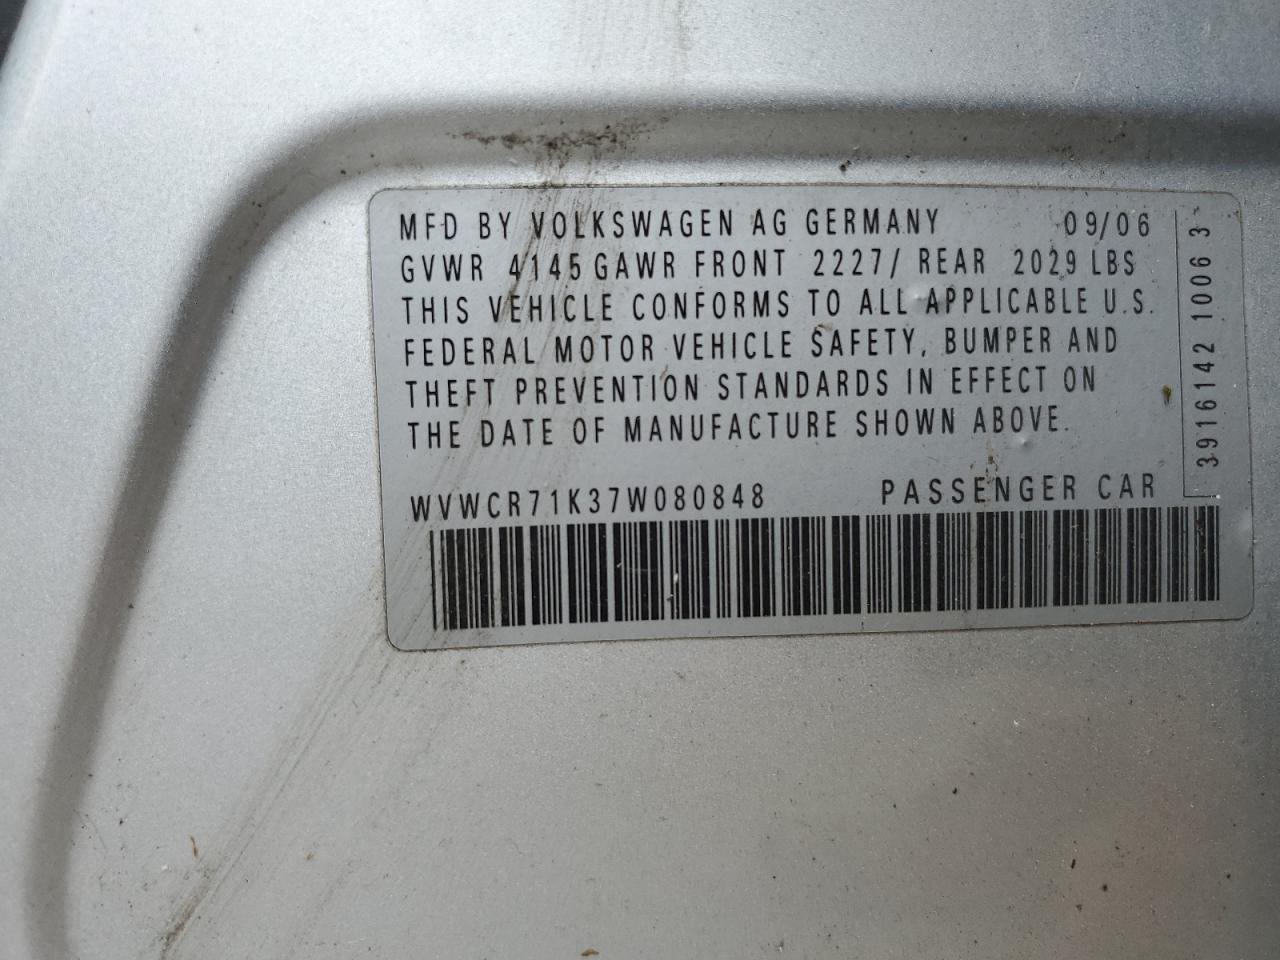 MFD BY VOLKSWAGEN AG GERMANY 09/06
GVWR 4145 GAWR FRONT 2227/ REAR 2029 LBS
THIS VEHICLE CONFORMS TO ALL APPLICABLE U.S.
FEDERAL MOTOR VEHICLE SAFETY, BUMPER AND
THEFT PREVENTION STANDARDS IN EFFECT ON
THE DATE OF MANUFACTURE SHOWN ABOVE.
WVWCR71K37W080848 PASSENGER CAR
3916142 1006 3